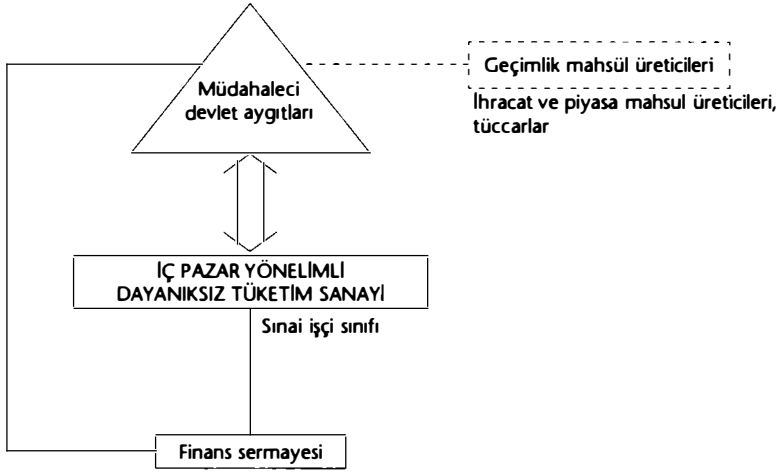 Müdahaleci
devlet aygıtları
Geçimlik mahsül üreticileri
İhracat ve piyasa mahsul üreticileri,
tüccarlar
İÇ PAZAR YÖNELİMLİ
DAYANIKSIZ TÜKETİM SANAYİ
Sınai işçi sınıfı
Finans sermayesi